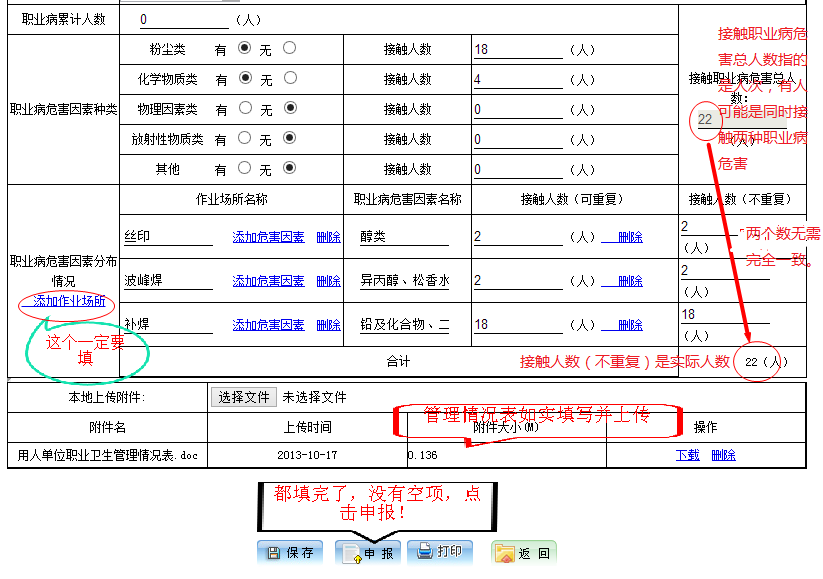 职业病累计人数 0 （人）
粉尘类 有 无 接触人数 18 （人）
化学物质类 有 无 接触人数 4 （人）
职业病危害因素种类 物理因素类 有 无 接触人数 0 （人）
放射性物质类 有 无 接触人数 0 （人）
其他 有 无 接触人数 0 （人）
接触职业病危害总人
数：
22
（人）
接触职业病危
害总人数指的
是人次，有人
可能是同时接
触两种职业病
危害
作业场所名称 职业病危害因素名称 接触人数（可重复） 接触人数（不重复）
职业病危害因素分布
情况
添加作业场所
丝印 添加危害因素 删除 醇类 2 （人） 删除 2
（人）
波峰焊 添加危害因素 删除 异丙醇、松香水 2 （人） 删除 2
（人）
补焊 添加危害因素 删除 铅及化合物、二 18 （人） 删除 18
（人）
两个数无需
完全一致。
这个一定要
填
合计 接触人数（不重复）是实际人数 22（人）
本地上传附件: 选择文件 未选择文件
管理情况表如实填写并上传
附件名 上传时间 附件大小(M) 操作
用人单位职业卫生管理情况表.doc 2013-10-17 0.136 下载 删除
都填完了，没有空项，点
击申报！
保存 申报 打印 返回